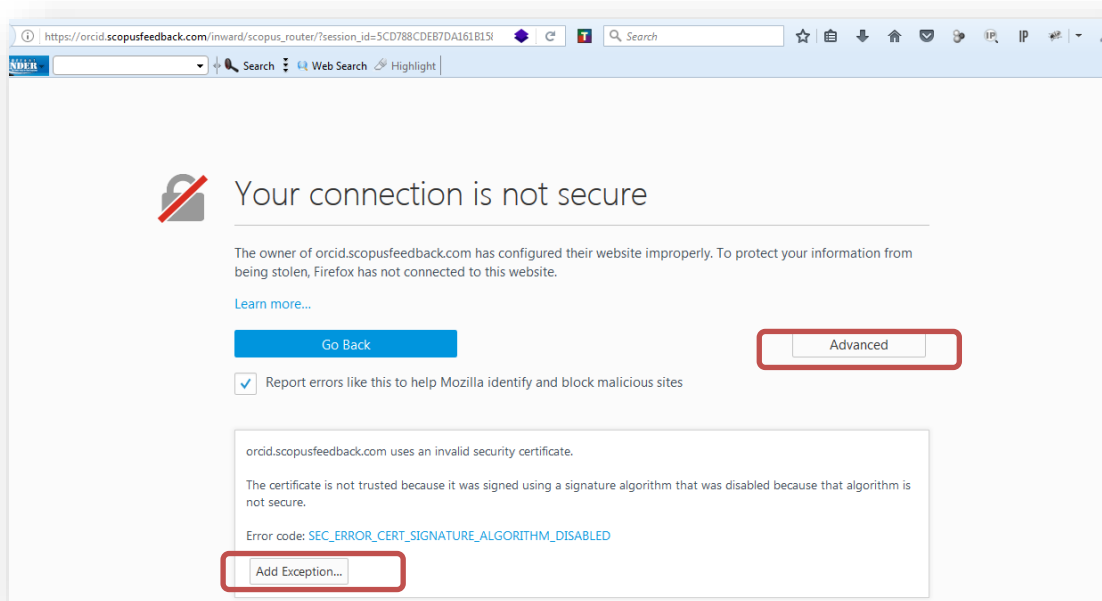 https://orcid.scopusfeedback.com/inward/scopus_router/?session_id=5CD788CDEB7DA161B15 Search IP
NDER Search Web Search Highlight
Your connection is not secure
The owner of orcid.scopusfeedback.com has configured their website improperly. To protect your information from
being stolen, Firefox has not connected to this website.
Learn more...
Go Back Advanced
Report errors like this to help Mozilla identify and block malicious sites
orcid.scopusfeedback.com uses an invalid security certificate.
The certificate is not trusted because it was signed using a signature algorithm that was disabled because that algorithm is
not secure.
Error code: SEC_ERROR_CERT_SIGNATURE_ALGORITHM_DISABLED
Add Exception...